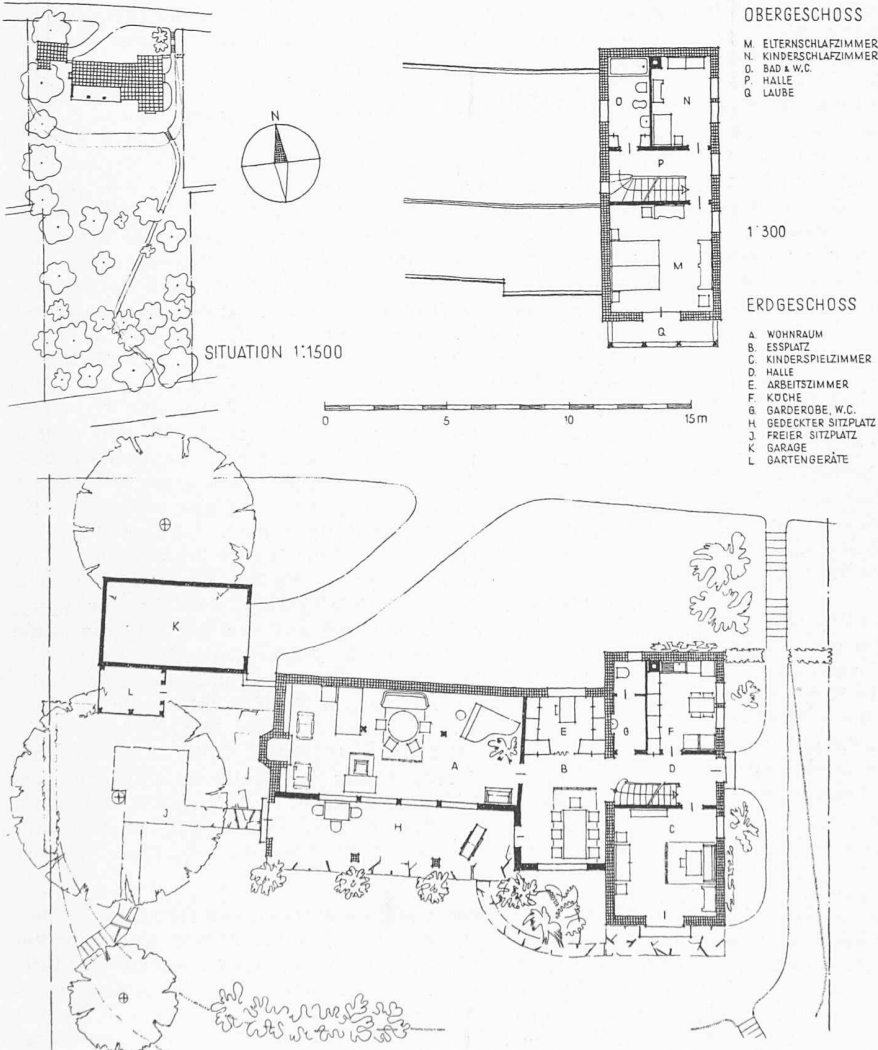 OBERGESCHOSS
M. ELTERNSCHLAFZIMMER
N. KINDERSCHLAFZIMMER
O. BAD & W.C.
P. HALLE
Q. LAUBE
N
O
N
P
M
Q
1:300
SITUATION 1:1500
0 5 10 15 m
ERDGESCHOSS
A. WOHNRAUM
B. ESSPLATZ
C. KINDERSPIELZIMMER
D. HALLE
E. ARBEITSZIMMER
F. KÜCHE
G. GARDEROBE, W.C.
H. GEDECKTER SITZPLATZ
J. FREIER SITZPLATZ
K. GARAGE
L. GARTENGERÄTE
K
L
E
G
F
A
B
D
J
H
C